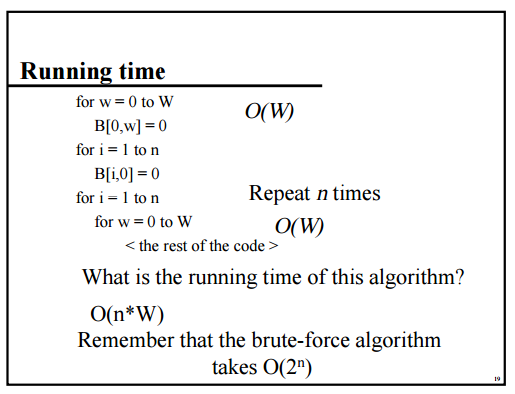 Running time
for w = 0 to W
O(W)
B[0,w] = 0
for i = 1 to n
B[i,0] = 0
for i = 1 to n
Repeat n times
for w = 0 to W
O(W)
< the rest of the code >
What is the running time of this algorithm?
O(n*W)
Remember that the brute-force algorithm
takes O(2ⁿ)
19